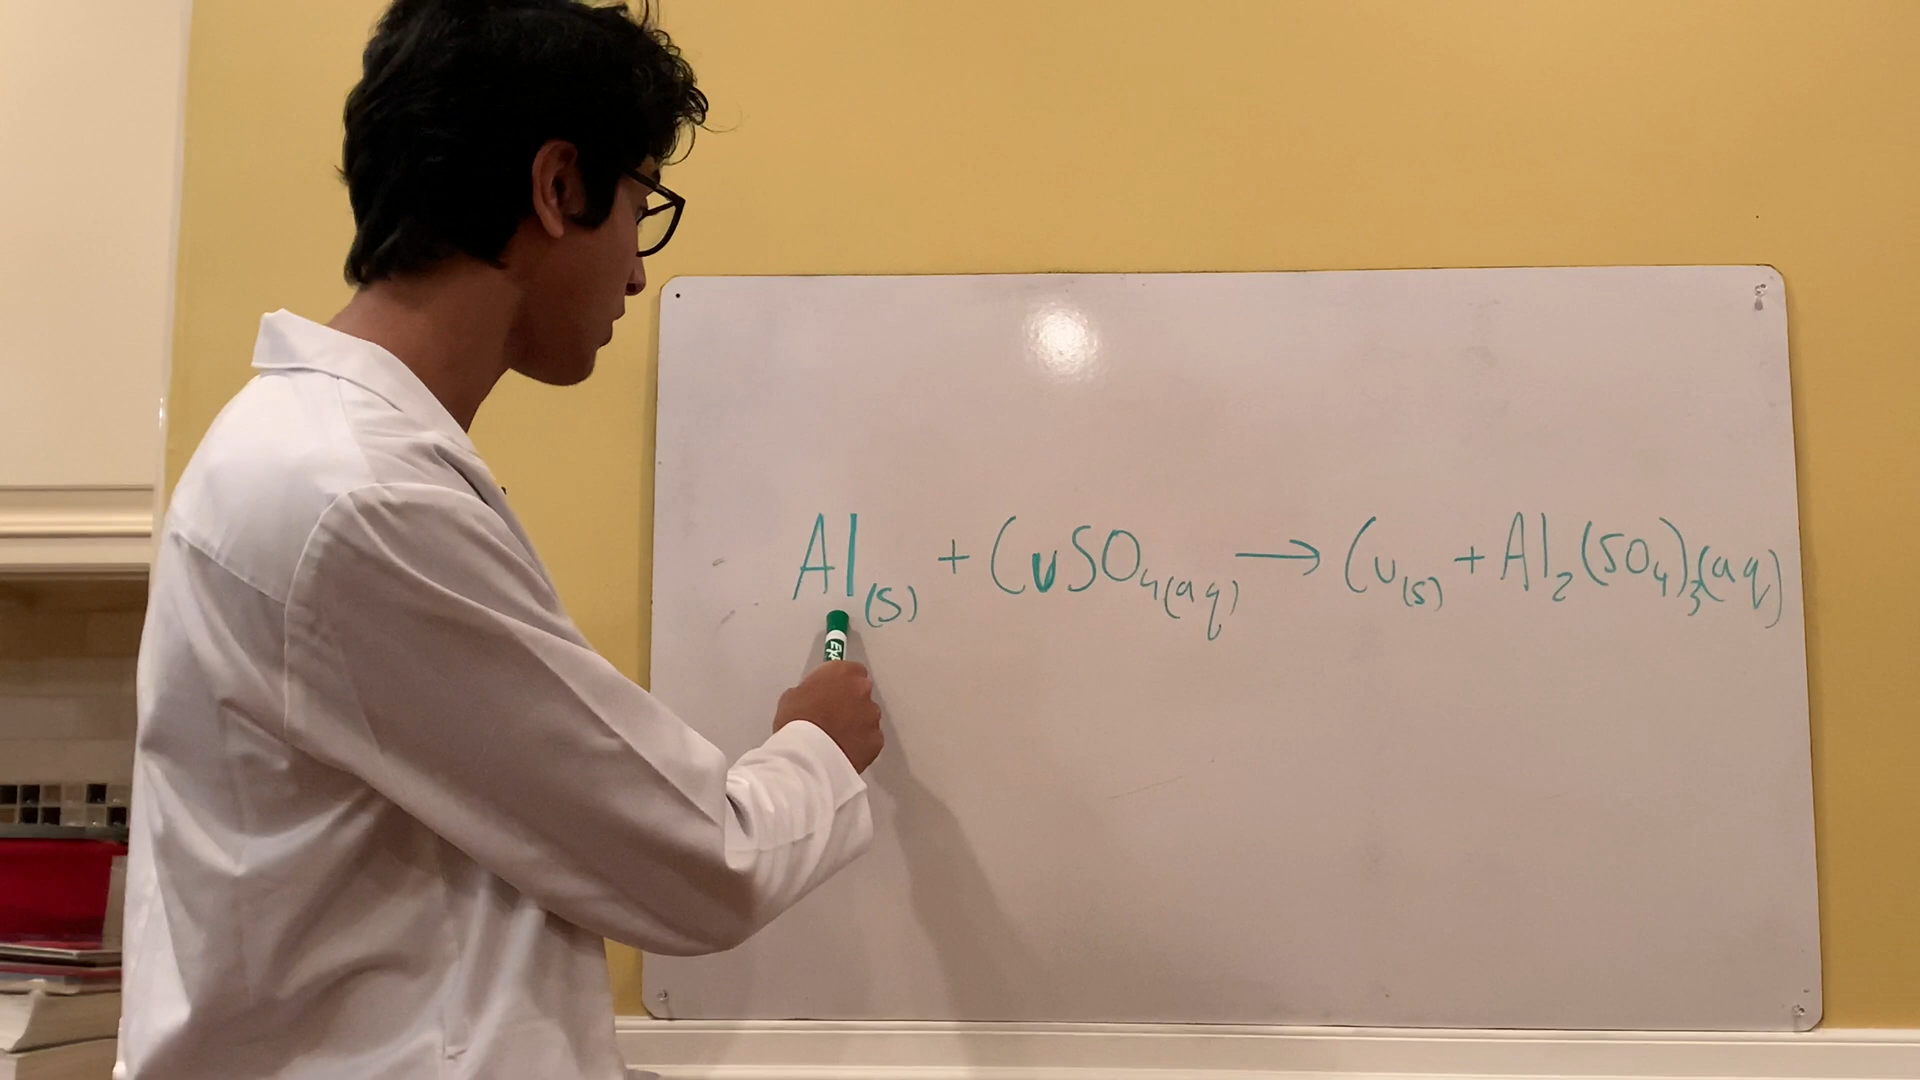 Al(s) + CuSO4(aq) → Cu(s) + Al2(SO4)3(aq)